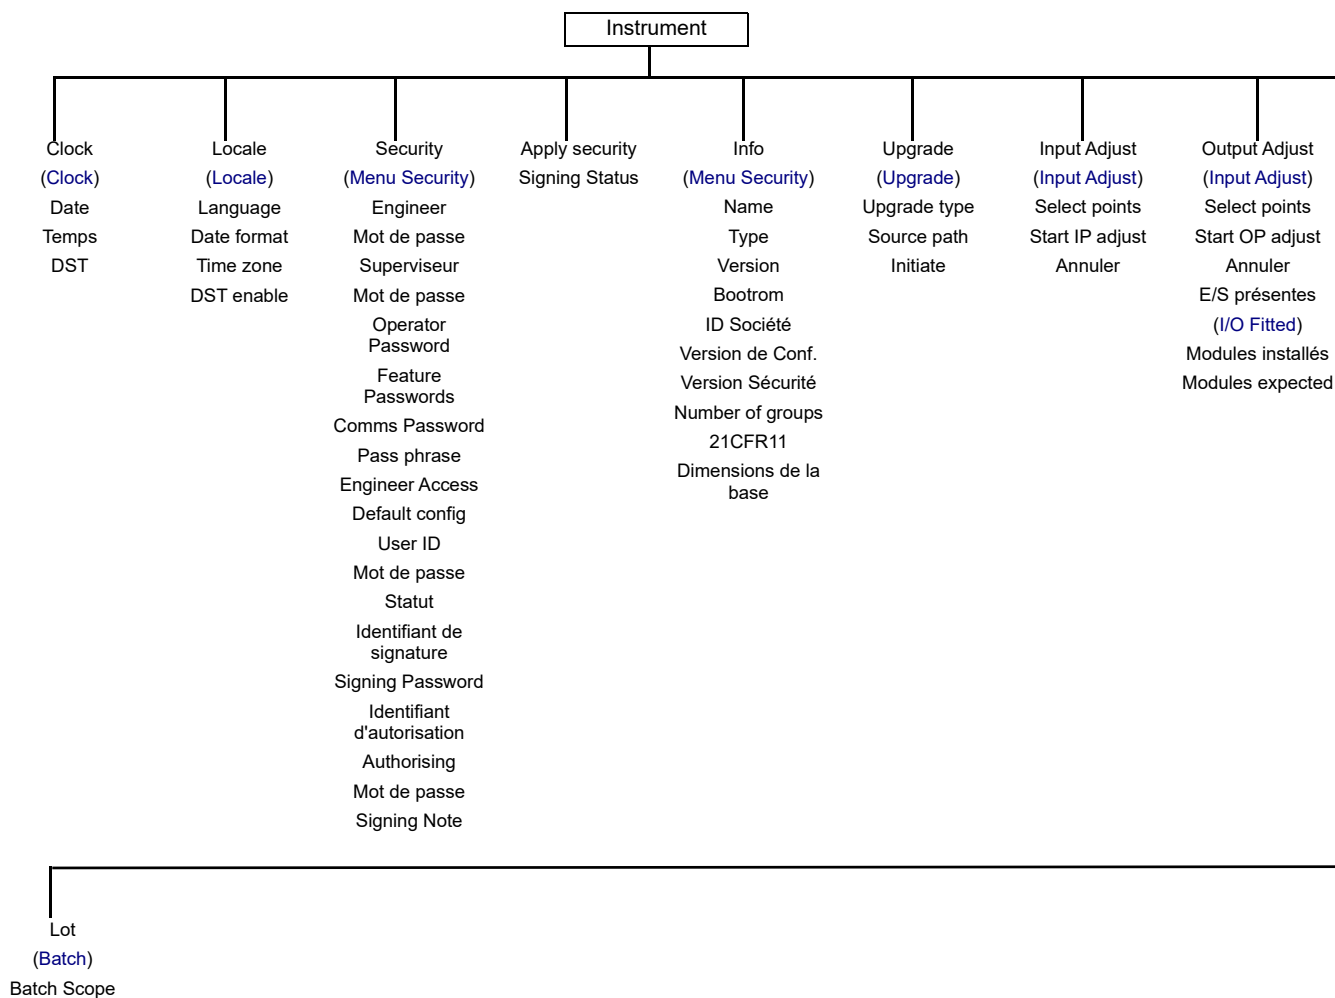 Instrument
Clock
(Clock)
Date
Temps
DST
Locale
(Locale)
Language
Date format
Time zone
DST enable
Security
(Menu Security)
Engineer
Mot de passe
Superviseur
Mot de passe
Operator
Password
Feature
Passwords
Comms Password
Pass phrase
Engineer Access
Default config
User ID
Mot de passe
Statut
Identifiant de
signature
Signing Password
Identifiant
d'autorisation
Authorising
Mot de passe
Signing Note
Apply security
Signing Status
Info
(Menu Security)
Name
Type
Version
Bootrom
ID Société
Version de Conf.
Version Sécurité
Number of groups
21CFR11
Dimensions de la
base
Upgrade
(Upgrade)
Upgrade type
Source path
Initiate
Input Adjust
(Input Adjust)
Select points
Start IP adjust
Annuler
Output Adjust
(Input Adjust)
Select points
Start OP adjust
Annuler
E/S présentes
(I/O Fitted)
Modules installés
Modules expected
Lot
(Batch)
Batch Scope